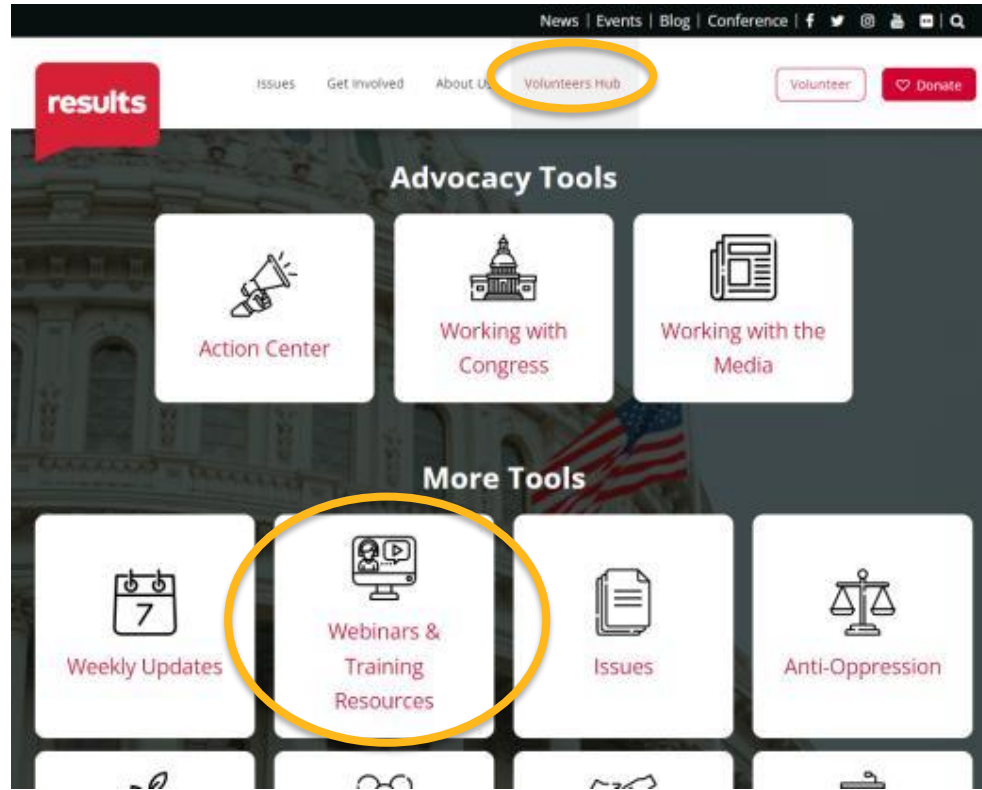 News | Events | Blog | Conference |
results
Issues Get Involved About Us Volunteers Hub Volunteer Donate
Advocacy Tools
Action Center
Working with
Congress
Working with the
Media
More Tools
7
Weekly Updates
Webinars &
Training
Resources
Issues
Anti-Oppression